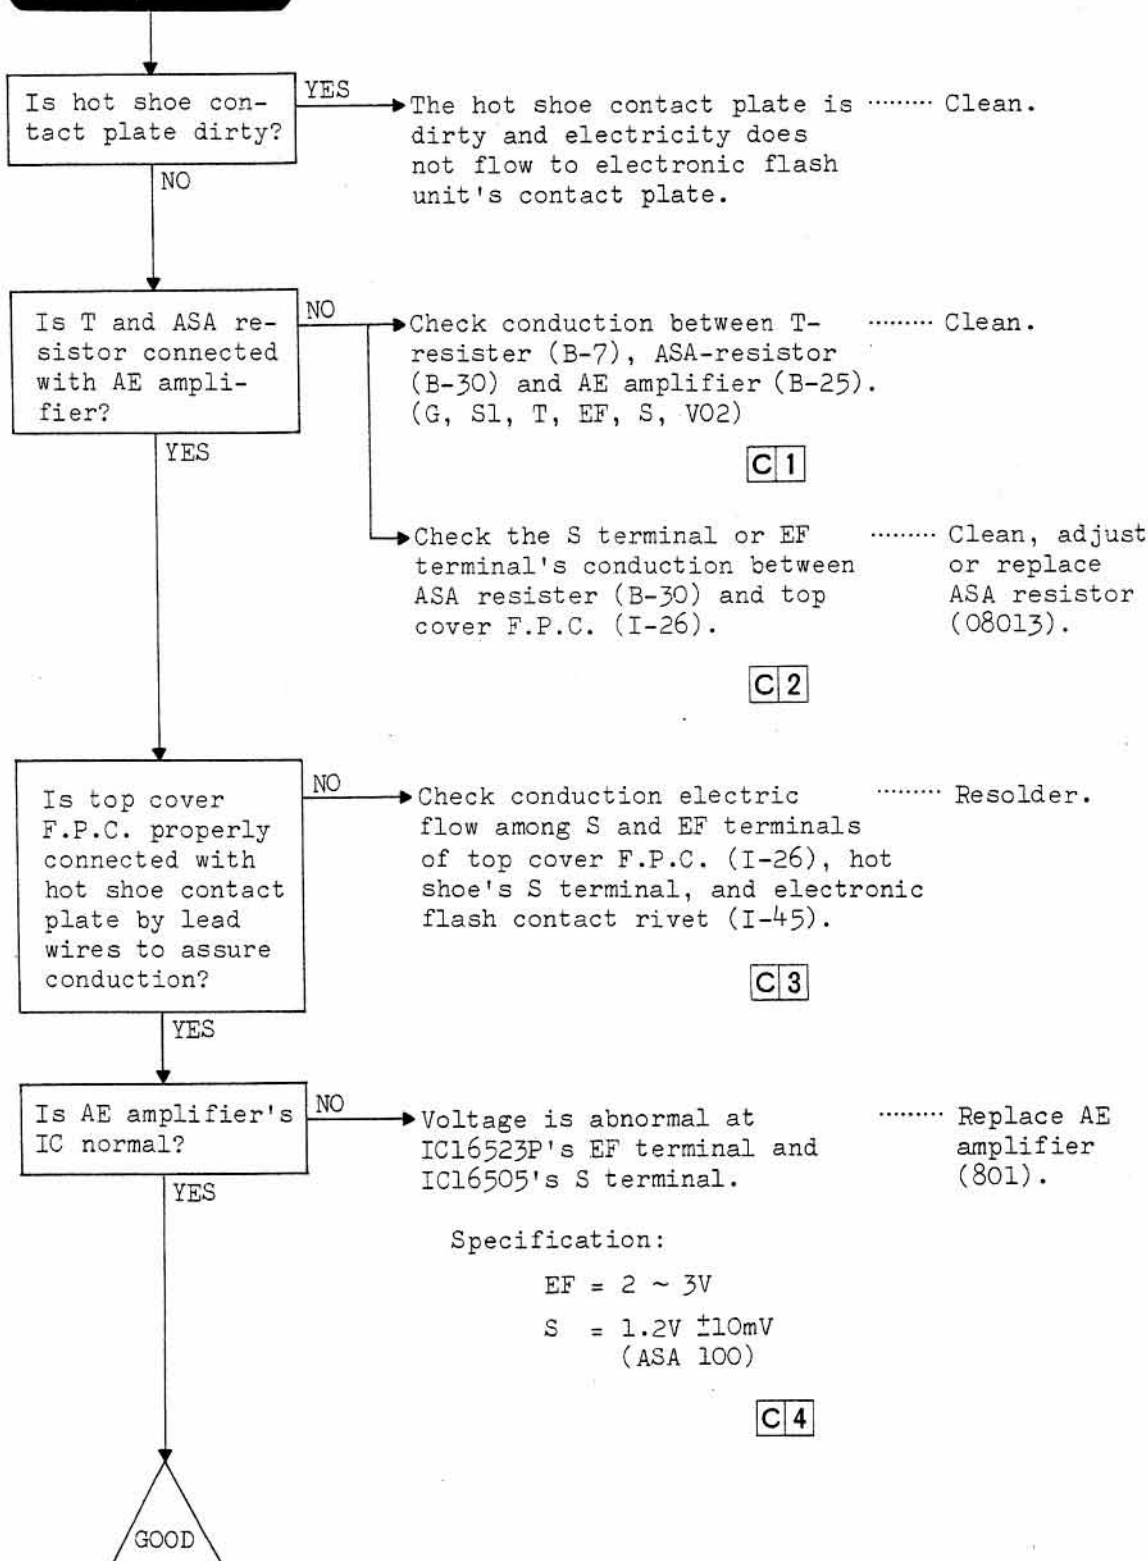 Is hot shoe con-
tact plate dirty?
YES
The hot shoe contact plate is ········· Clean.
dirty and electricity does
not flow to electronic flash
unit's contact plate.
NO
Is T and ASA re-
sistor connected
with AE ampli-
fier?
NO
Check conduction between T- ········· Clean.
resister (B-7), ASA-resistor
(B-30) and AE amplifier (B-25).
(G, S1, T, EF, S, VO2)
C 1
YES
Check the S terminal or EF ········· Clean, adjust
terminal's conduction between or replace
ASA resister (B-30) and top ASA resistor
cover F.P.C. (I-26). (08013).
C 2
Is top cover
F.P.C. properly
connected with
hot shoe contact
plate by lead
wires to assure
conduction?
NO
Check conduction electric ········· Resolder.
flow among S and EF terminals
of top cover F.P.C. (I-26), hot
shoe's S terminal, and electronic
flash contact rivet (I-45).
C 3
YES
Is AE amplifier's
IC normal?
NO
Voltage is abnormal at ········· Replace AE
IC16523P's EF terminal and amplifier
IC16505's S terminal. (801).
YES
Specification:
EF = 2 ~ 3V
S = 1.2V ±10mV
(ASA 100)
C 4
GOOD